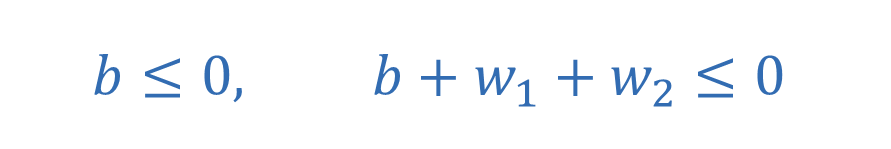 b ≤ 0, b + w₁ + w₂ ≤ 0